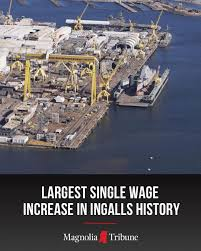 LARGEST SINGLE WAGE
INCREASE IN INGALLS HISTORY
Magnolia Tribune